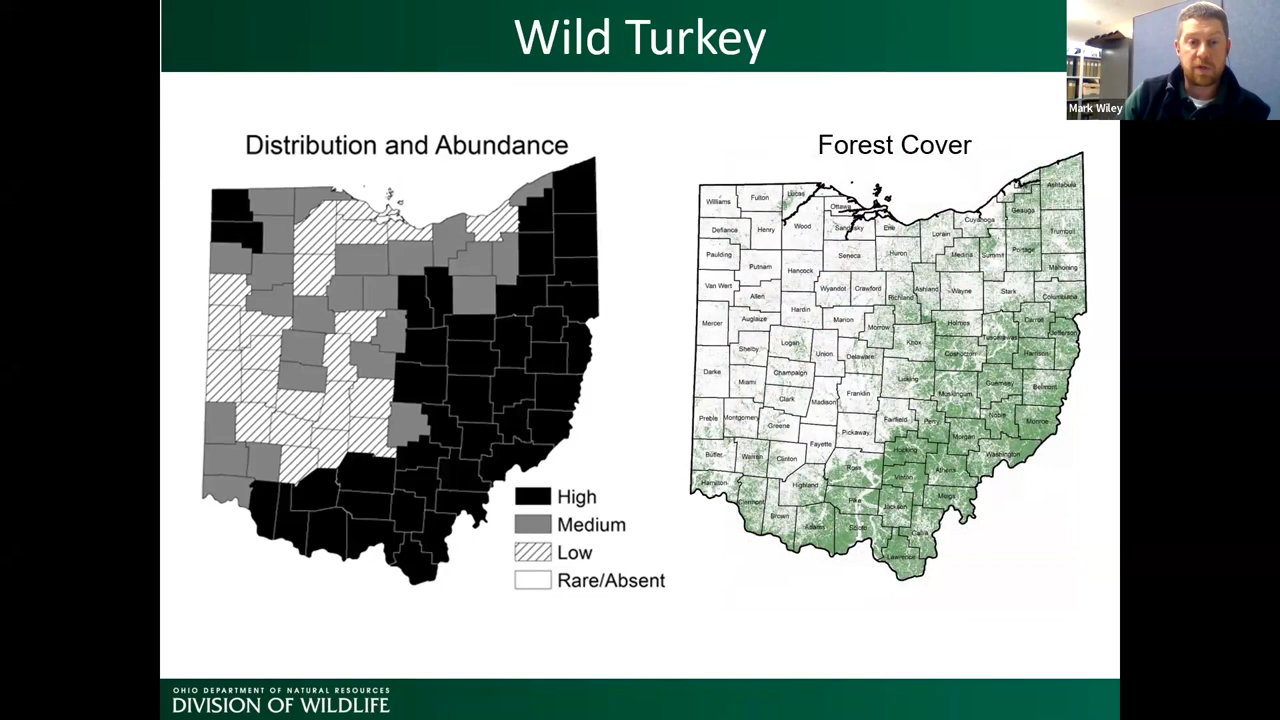 Wild Turkey
Mark Wiley
Distribution and Abundance
High
Medium
Low
Rare/Absent
Forest Cover
Williams
Fulton
Lucas
Ottawa
Ashtabula
Lake
Geauga
Cuyahoga
Defiance
Henry
Wood
Sandusky
Erie
Lorain
Trumbull
Paulding
Putnam
Hancock
Seneca
Huron
Medina
Summit
Portage
Mahoning
Van Wert
Allen
Wyandot
Crawford
Richland
Ashland
Wayne
Stark
Columbiana
Mercer
Auglaize
Hardin
Marion
Morrow
Holmes
Carroll
Jefferson
Tuscarawas
Shelby
Logan
Union
Delaware
Knox
Coshocton
Harrison
Darke
Miami
Champaign
Licking
Guernsey
Belmont
Clark
Madison
Franklin
Muskingum
Preble
Montgomery
Greene
Pickaway
Fairfield
Perry
Noble
Monroe
Fayette
Morgan
Butler
Warren
Clinton
Ross
Hocking
Washington
Hamilton
Highland
Vinton
Athens
Clermont
Brown
Adams
Pike
Scioto
Jackson
Meigs
Gallia
Lawrence
OHIO DEPARTMENT OF NATURAL RESOURCES
DIVISION OF WILDLIFE